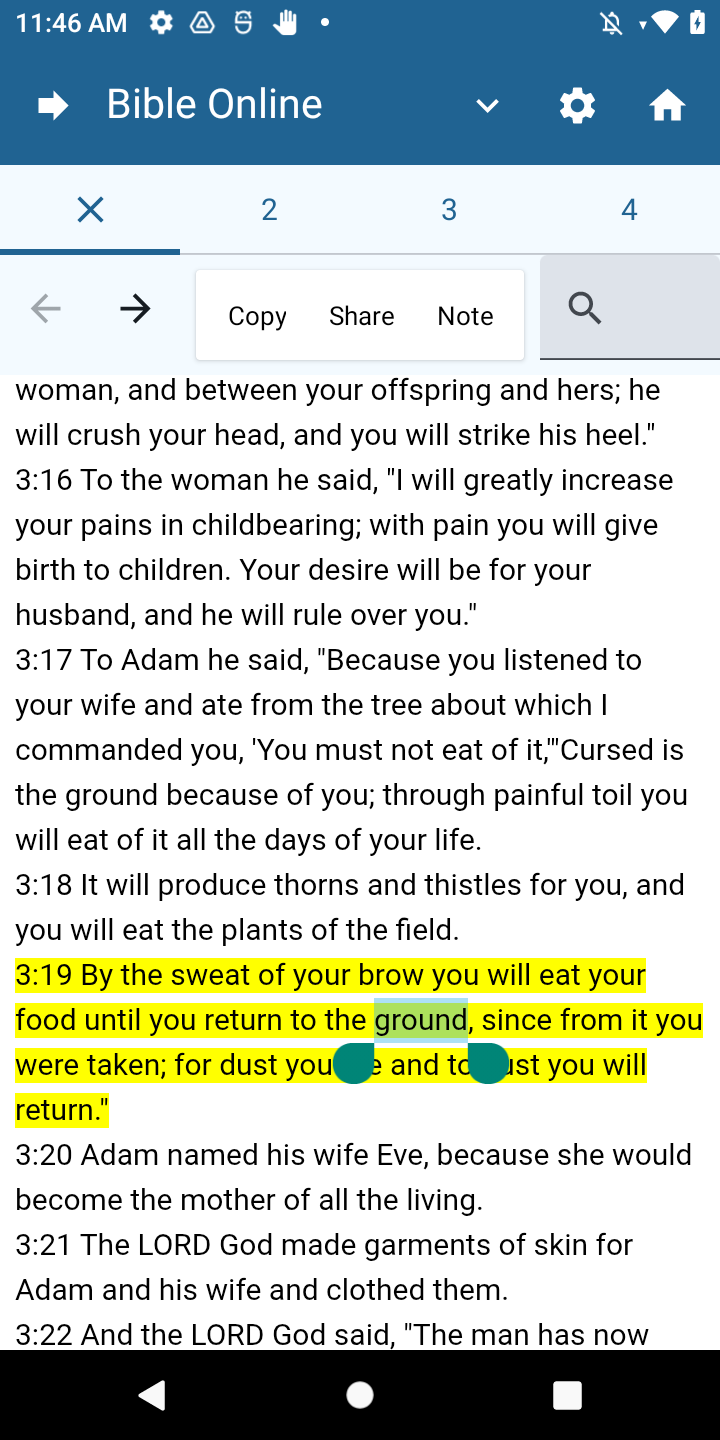 11:46 AM
Bible Online
2 3 4
Copy Share Note
woman, and between your offspring and hers; he
will crush your head, and you will strike his heel."
3:16 To the woman he said, "I will greatly increase
your pains in childbearing; with pain you will give
birth to children. Your desire will be for your
husband, and he will rule over you."
3:17 To Adam he said, "Because you listened to
your wife and ate from the tree about which I
commanded you, 'You must not eat of it,'"Cursed is
the ground because of you; through painful toil you
will eat of it all the days of your life.
3:18 It will produce thorns and thistles for you, and
you will eat the plants of the field.
3:19 By the sweat of your brow you will eat your
food until you return to the ground, since from it you
were taken; for dust you and to you will
return."
3:20 Adam named his wife Eve, because she would
become the mother of all the living.
3:21 The LORD God made garments of skin for
Adam and his wife and clothed them.
3:22 And the LORD God said, "The man has now